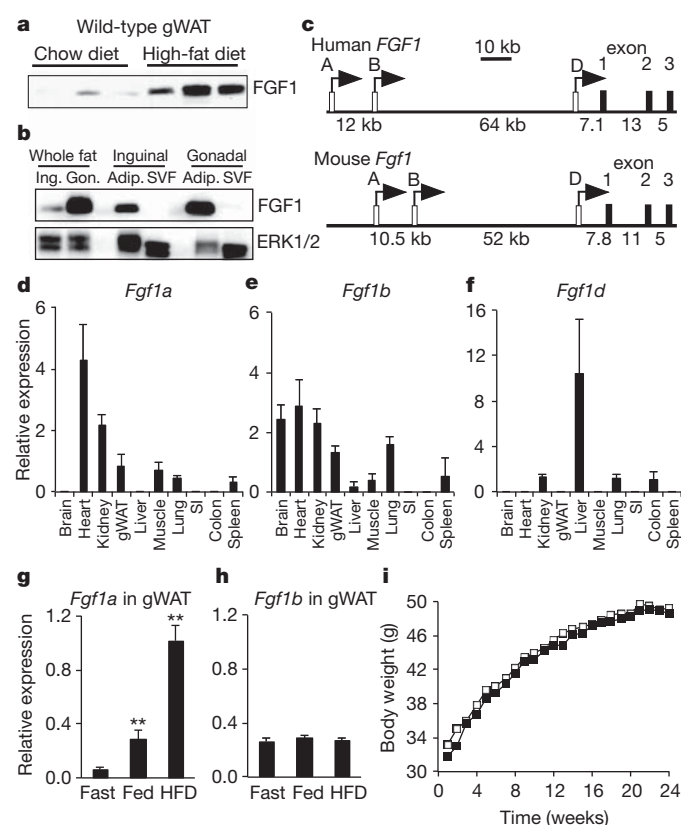 a
Wild-type gWAT
Chow diet High-fat diet
FGF1
b
Whole fat Inguinal Gonadal
Ing. Gon. Adip. SVF Adip. SVF
FGF1
ERK1/2
c
Human FGF1
10 kb
exon
A B D 1 2 3
12 kb 64 kb 7.1 13 5
Mouse Fgf1
exon
A B D 1 2 3
10.5 kb 52 kb 7.8 11 5
d
Fgf1a
Relative expression
6
4
2
0
Brain
Heart
Kidney
gWAT
Liver
Muscle
Lung
SI
Colon
Spleen
e
Fgf1b
6
4
2
0
Brain
Heart
Kidney
gWAT
Liver
Muscle
Lung
SI
Colon
Spleen
f
Fgf1d
16
12
8
4
0
Brain
Heart
Kidney
gWAT
Liver
Muscle
Lung
SI
Colon
Spleen
g
Fgf1a in gWAT
Relative expression
1.2
0.8
0.4
0.0
**
**
Fast Fed HFD
h
Fgf1b in gWAT
1.2
0.8
0.4
0.0
Fast Fed HFD
i
Body weight (g)
50
46
42
38
34
30
0 4 8 12 16 20 24
Time (weeks)